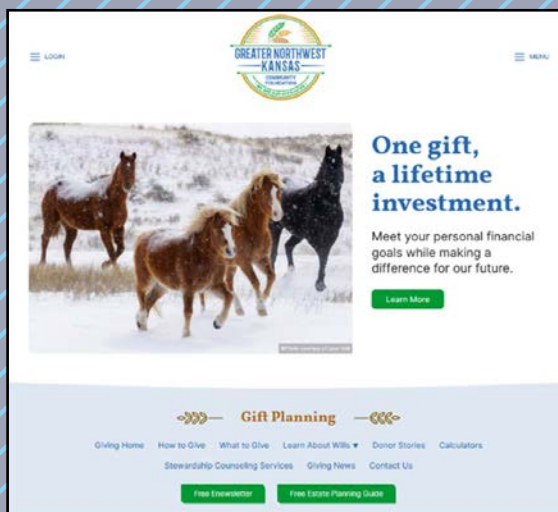 LOGIN
GREATER NORTHWEST
KANSAS
COMMUNITY
FOUNDATION
MENU
One gift,
a lifetime
investment.
Meet your personal financial
goals while making a
difference for our future.
Learn More
Gift Planning
Giving Home How to Give What to Give Learn About Wills ▼ Donor Stories Calculators
Stewardship Counseling Services Giving News Contact Us
Free Enewsletter Free Estate Planning Guide